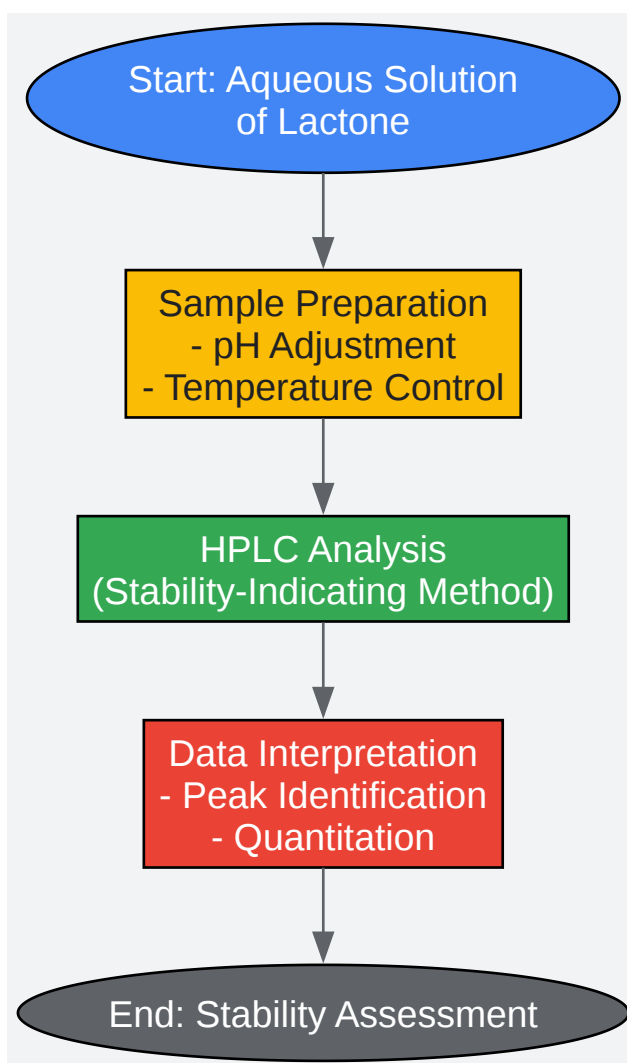 Start: Aqueous Solution
of Lactone
Sample Preparation
- pH Adjustment
- Temperature Control
HPLC Analysis
(Stability-Indicating Method)
Data Interpretation
- Peak Identification
- Quantitation
End: Stability Assessment